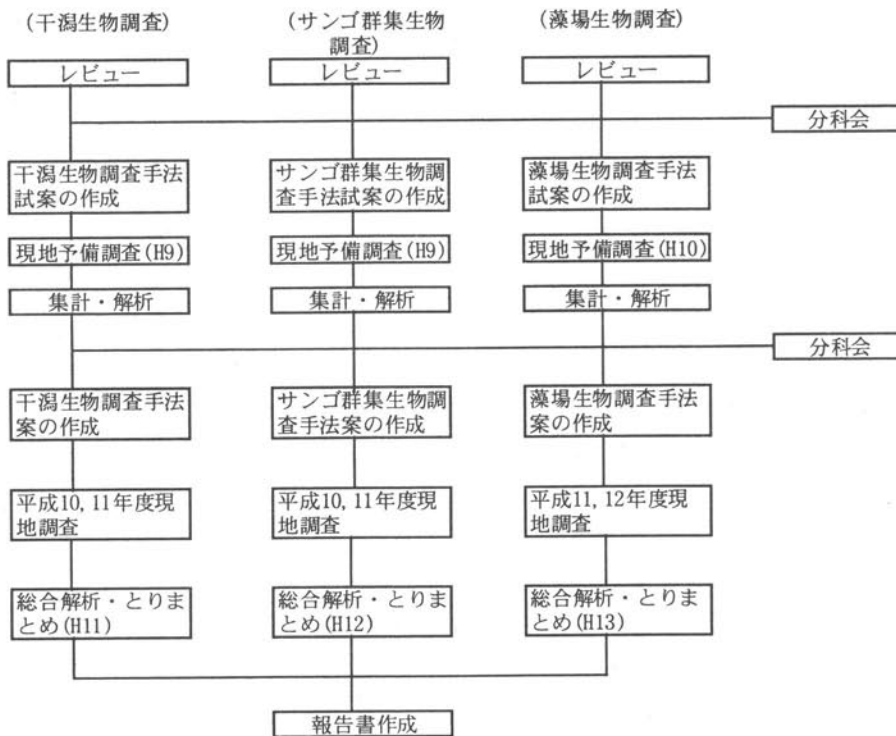 (干潟生物調査)
(サンゴ群集生物
調査)
(藻場生物調査)
レビュー
レビュー
レビュー
分科会
干潟生物調査手法
試案の作成
サンゴ群集生物調
査手法試案の作成
藻場生物調査手法
試案の作成
現地予備調査(H9)
現地予備調査(H9)
現地予備調査(H10)
集計・解析
集計・解析
集計・解析
分科会
干潟生物調査手法
案の作成
サンゴ群集生物調
査手法案の作成
藻場生物調査手法
案の作成
平成10,11年度現
地調査
平成10,11年度現
地調査
平成11,12年度現
地調査
総合解析・とりま
とめ(H11)
総合解析・とりま
とめ(H12)
総合解析・とりま
とめ(H13)
報告書作成